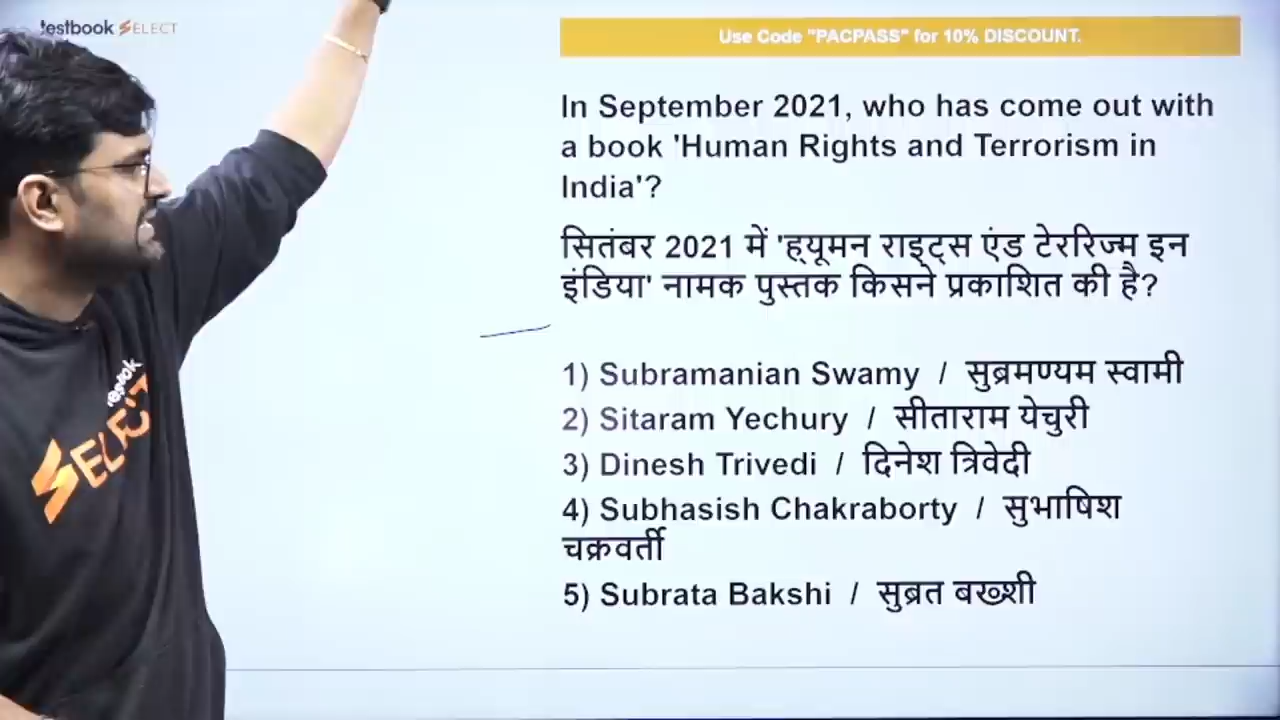 testbook SELECT
Use Code "PACPASS" for 10% DISCOUNT.
In September 2021, who has come out with
a book 'Human Rights and Terrorism in
India'?
सितंबर 2021 में 'ह्यूमन राइट्स एंड टेररिज्म इन
इंडिया' नामक पुस्तक किसने प्रकाशित की है?
1) Subramanian Swamy / सुब्रमण्यम स्वामी
2) Sitaram Yechury / सीताराम येचुरी
3) Dinesh Trivedi / दिनेश त्रिवेदी
4) Subhasish Chakraborty / सुभाषिश
चक्रवर्ती
5) Subrata Bakshi / सुब्रत बख्शी
testbook
SELECT